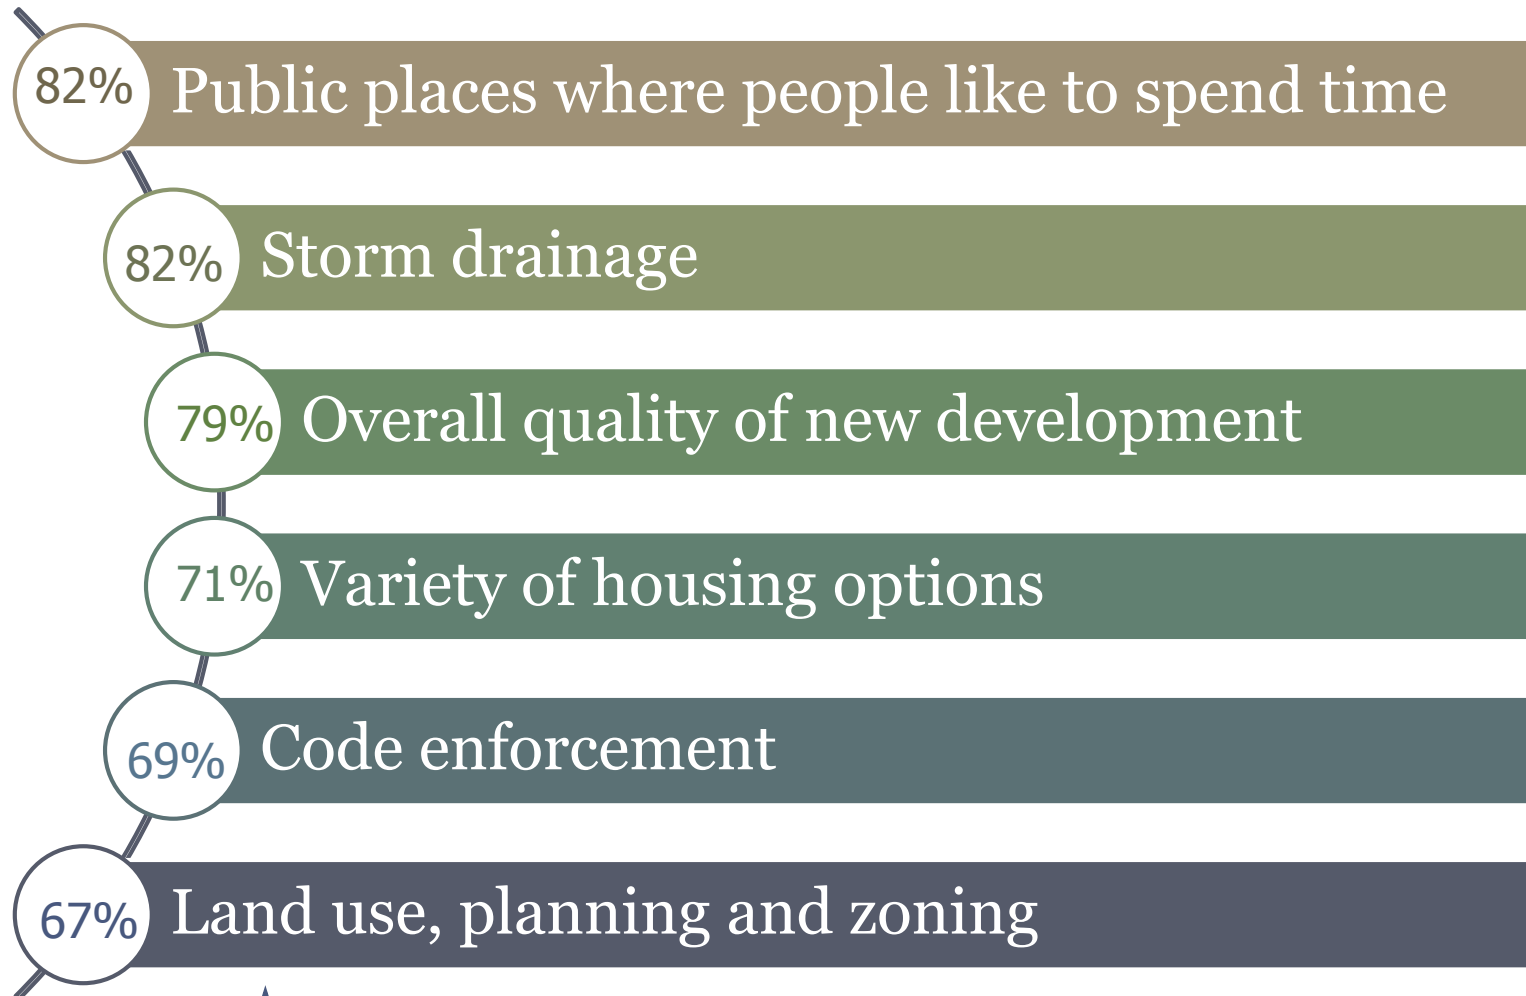 82% Public places where people like to spend time
82% Storm drainage
79% Overall quality of new development
71% Variety of housing options
69% Code enforcement
67% Land use, planning and zoning